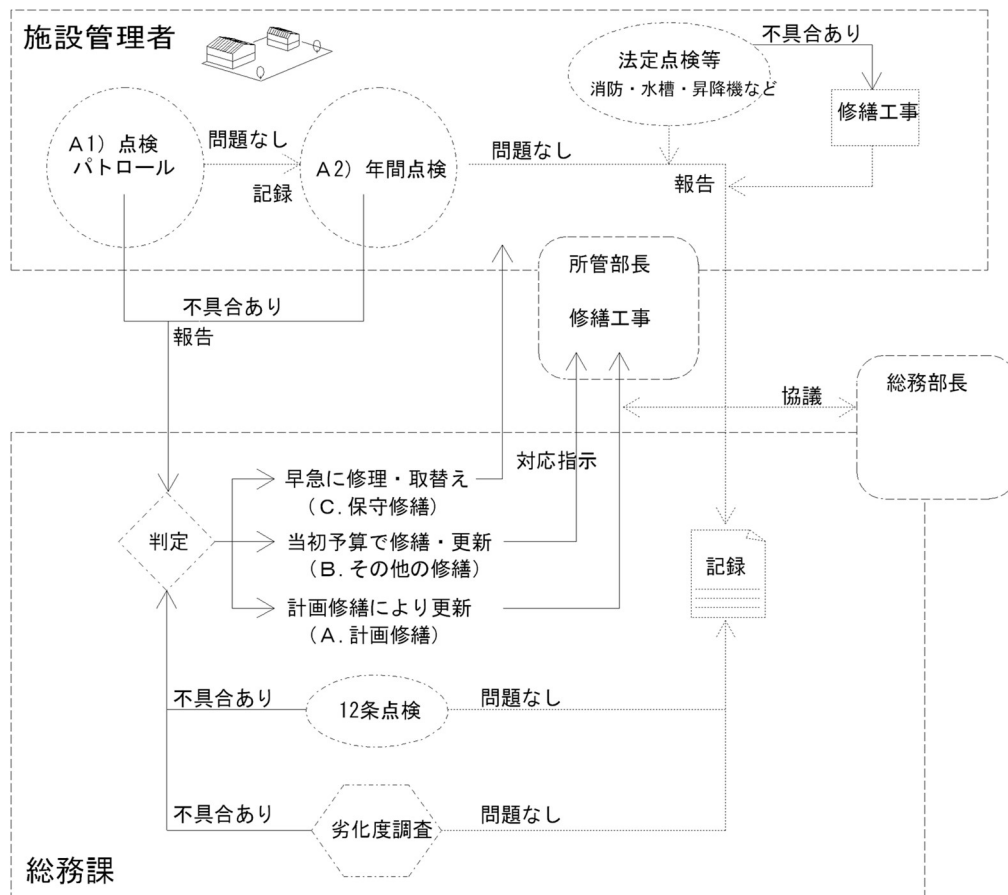 施設管理者
法定点検等
消防・水槽・昇降機など
不具合あり
修繕工事
A1）点検
パトロール
問題なし
記録
A2）年間点検
問題なし
報告
所管部長
修繕工事
不具合あり
報告
総務部長
協議
対応指示
判定
早急に修理・取替え
（C．保守修繕）
当初予算で修繕・更新
（B．その他の修繕）
計画修繕により更新
（A．計画修繕）
記録
不具合あり
12条点検
問題なし
不具合あり
劣化度調査
問題なし
総務課